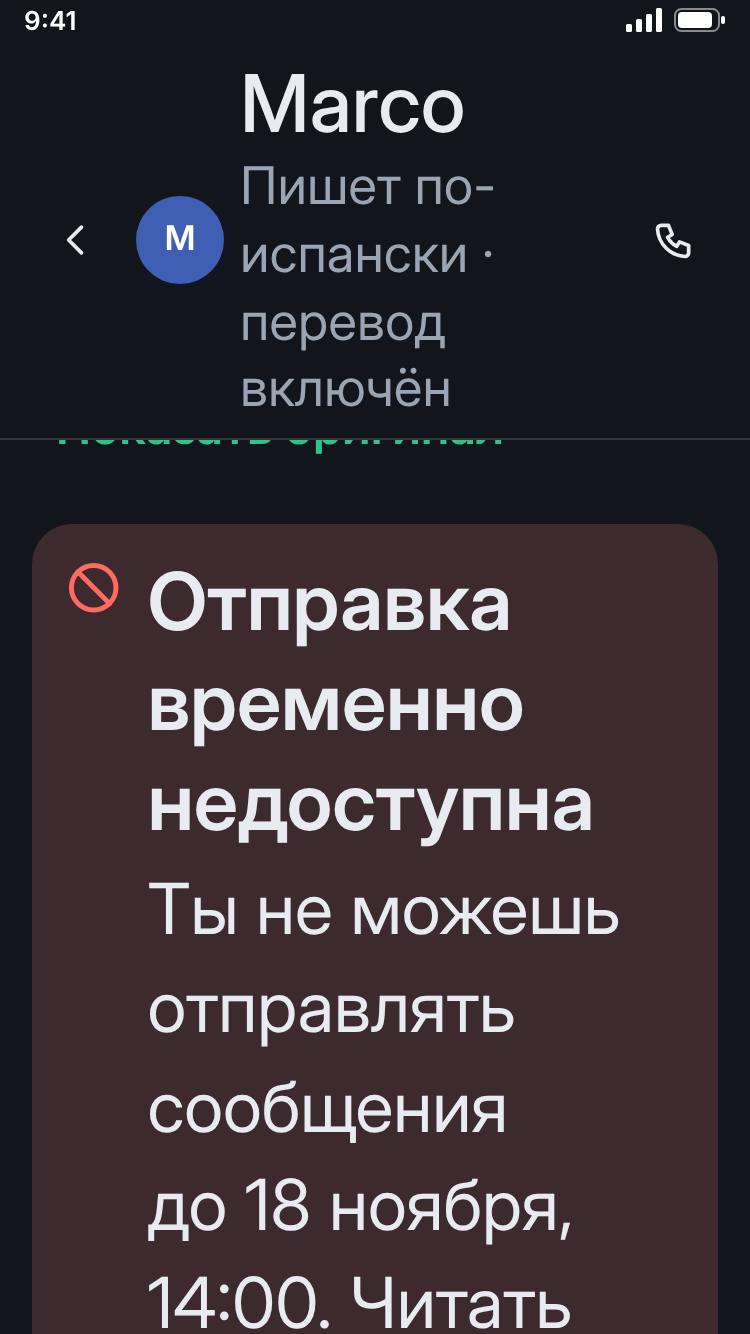 9:41
Marco
Пишет по-
испански ·
перевод
включён
M
Отправка
временно
недоступна
Ты не можешь
отправлять
сообщения
до 18 ноября,
14:00. Читать